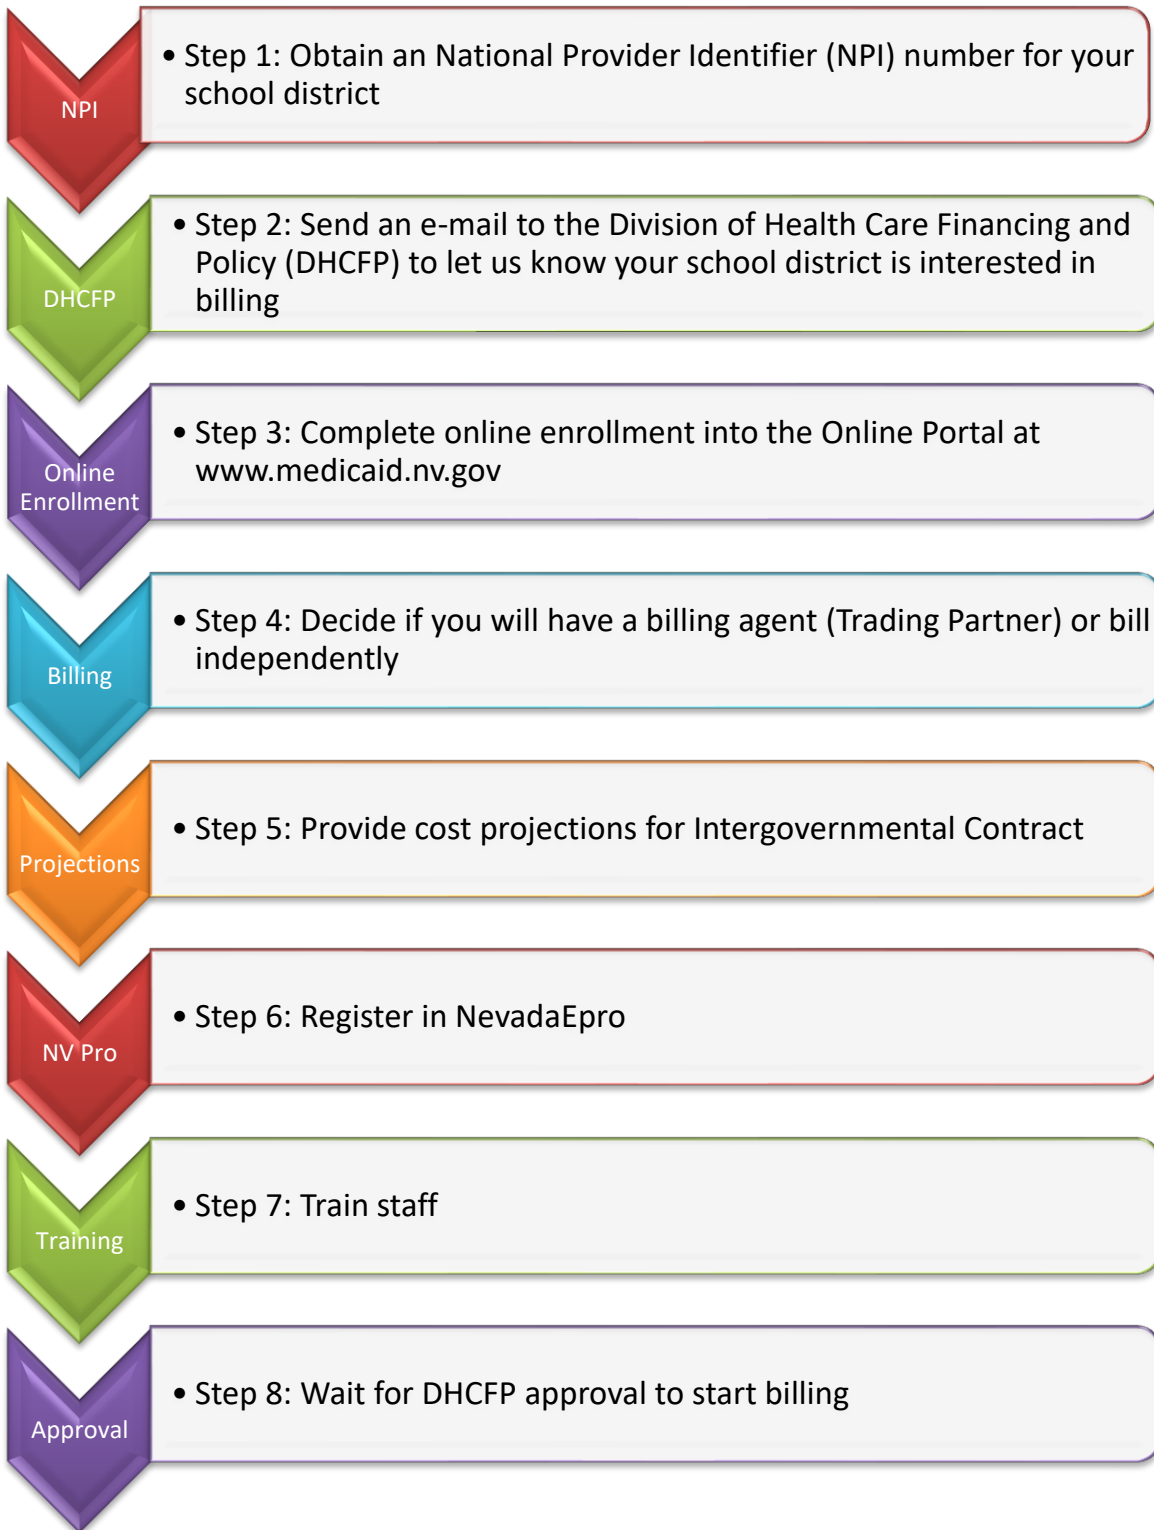 NPI
• Step 1: Obtain an National Provider Identifier (NPI) number for your
school district
DHCFP
• Step 2: Send an e-mail to the Division of Health Care Financing and
Policy (DHCFP) to let us know your school district is interested in
billing
Online
Enrollment
• Step 3: Complete online enrollment into the Online Portal at
www.medicaid.nv.gov
Billing
• Step 4: Decide if you will have a billing agent (Trading Partner) or bill
independently
Projections
• Step 5: Provide cost projections for Intergovernmental Contract
NV Pro
• Step 6: Register in NevadaEpro
Training
• Step 7: Train staff
Approval
• Step 8: Wait for DHCFP approval to start billing